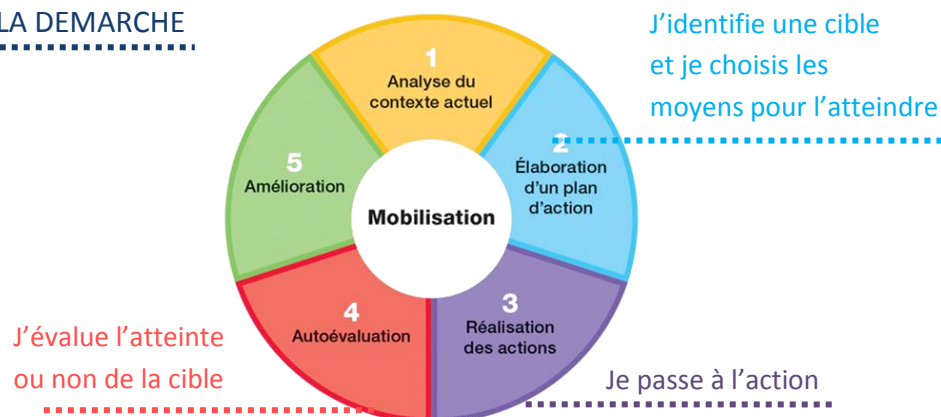 LA DEMARCHE
1
Analyse du
contexte actuel
J’identifie une cible
et je choisis les
moyens pour l’atteindre
2
Élaboration
d'un plan
d'action
5
Amélioration
Mobilisation
3
Réalisation
des actions
4
Autoévaluation
J’évalue l’atteinte
ou non de la cible
Je passe à l’action